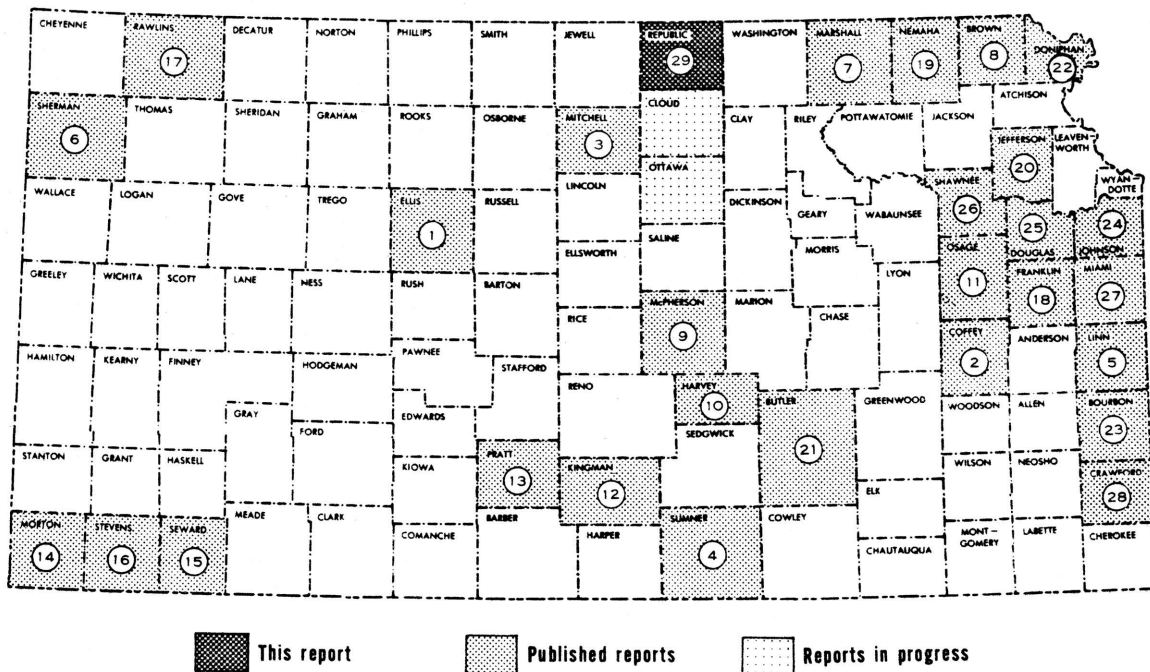 CHEYENNE
RAWLINS
17
DECATUR
NORTON
PHILLIPS
SMITH
JEWELL
REPUBLIC
29
WASHINGTON
MARSHALL
7
NEMAHA
19
BROWN
8
DONIPHAN
22
SHERMAN
6
THOMAS
SHERIDAN
GRAHAM
ROOKS
OSBORNE
MITCHELL
3
CLOUD
CLAY
RILEY
POTTAWATOMIE
JACKSON
ATCHISON
JEFFERSON
20
LEAVEN-
WORTH
WYAN
DOTTE
OTTAWA
WALLACE
LOGAN
GOVE
TREGO
ELLIS
1
RUSSELL
LINCOLN
DICKINSON
GEARY
WABAUNSEE
SHAWNEE
26
25
DOUGLAS
24
JOHNSON
ELLSWORTH
SALINE
MORRIS
OSAGE
11
FRANKLIN
18
MIAMI
27
GREELEY
WICHITA
SCOTT
LANE
NESS
RUSH
BARTON
RICE
McPHERSON
9
MARION
CHASE
LYON
COFFEY
2
ANDERSON
LINN
5
HAMILTON
KEARNY
FINNEY
HODGEMAN
PAWNEE
STAFFORD
RENO
HARVEY
10
BUTLER
21
GREENWOOD
WOODSON
ALLEN
BOURBON
23
GRAY
FORD
EDWARDS
SEDGWICK
STANTON
GRANT
HASKELL
KIOWA
PRATT
13
KINGMAN
12
ELK
WILSON
NEOSHO
CRAWFORD
28
MORTON
14
STEVENS
16
SEWARD
15
MEADE
CLARK
COMANCHE
BARBER
HARPER
SUMNER
4
COWLEY
CHAUTAUQUA
MONT-
GOMERY
LABETTE
CHEROKEE
This report
Published reports
Reports in progress